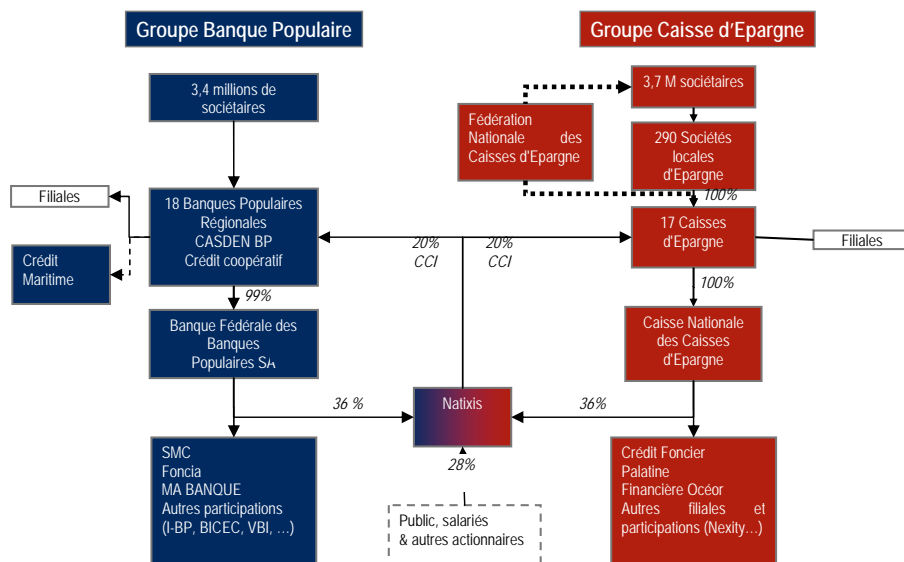 Groupe Banque Populaire
Groupe Caisse d'Epargne
3,4 millions de
sociétaires
3,7 M sociétaires
Fédération
Nationale des
Caisses d'Epargne
290 Sociétés
locales
d'Epargne
100%
Filiales
18 Banques Populaires
Régionales
CASDEN BP
Crédit coopératif
20%
CCI
20%
CCI
17 Caisses
d'Epargne
Filiales
Crédit
Maritime
99%
100%
Banque Fédérale des
Banques
Populaires SA
Caisse Nationale
des Caisses
d'Epargne
36 %
Natixis
36%
28%
SMC
Foncia
MA BANQUE
Autres participations
(I-BP, BICEC, VBI, …)
Public, salariés
& autres actionnaires
Crédit Foncier
Palatine
Financière Océor
Autres filiales et
participations (Nexity…)